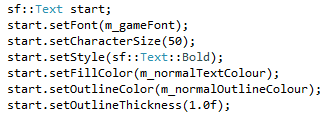 sf::Text start;
start.setFont(m_gameFont);
start.setCharacterSize(50);
start.setStyle(sf::Text::Bold);
start.setFillColor(m_normalTextColour);
start.setOutlineColor(m_normalOutlineColour);
start.setOutlineThickness(1.0f);